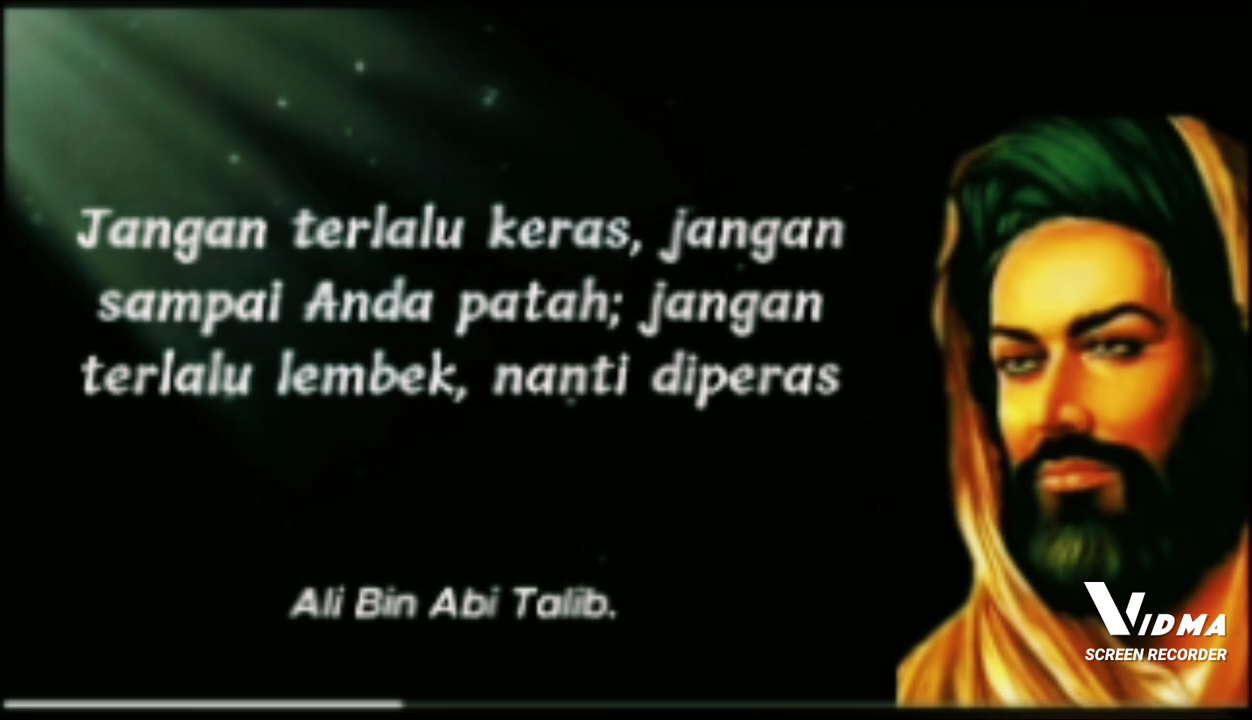 Jangan terlalu keras, jangan
sampai Anda patah; jangan
terlalu lembek, nanti diperas
Ali Bin Abi Talib.
VIDMA
SCREEN RECORDER